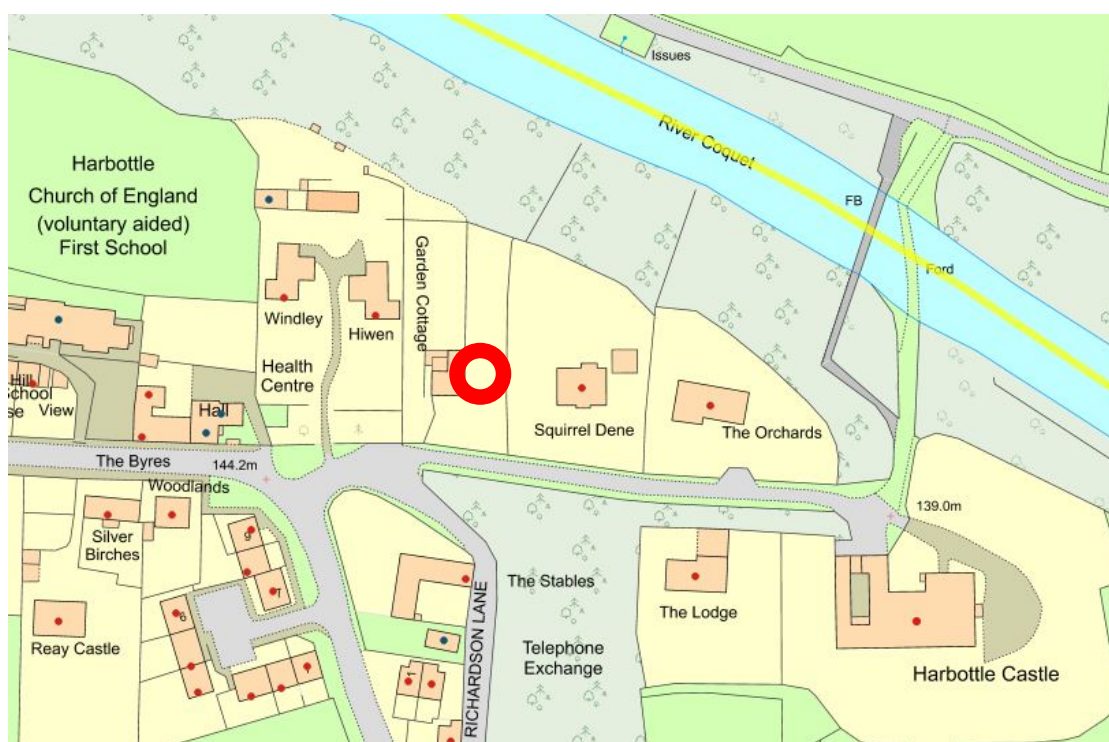 Issues
River Coquet
FB
Ford
Harbottle
Church of England
(voluntary aided)
First School
Garden Cottage
Windley
Hiwen
Health
Centre
Hill
School
View
Hall
Squirrel Dene
The Orchards
The Byres
144.2m
Woodlands
139.0m
Silver
Birches
9
7
6
1
The Stables
The Lodge
Reay Castle
Telephone
Exchange
RICHARDSON LANE
Harbottle Castle